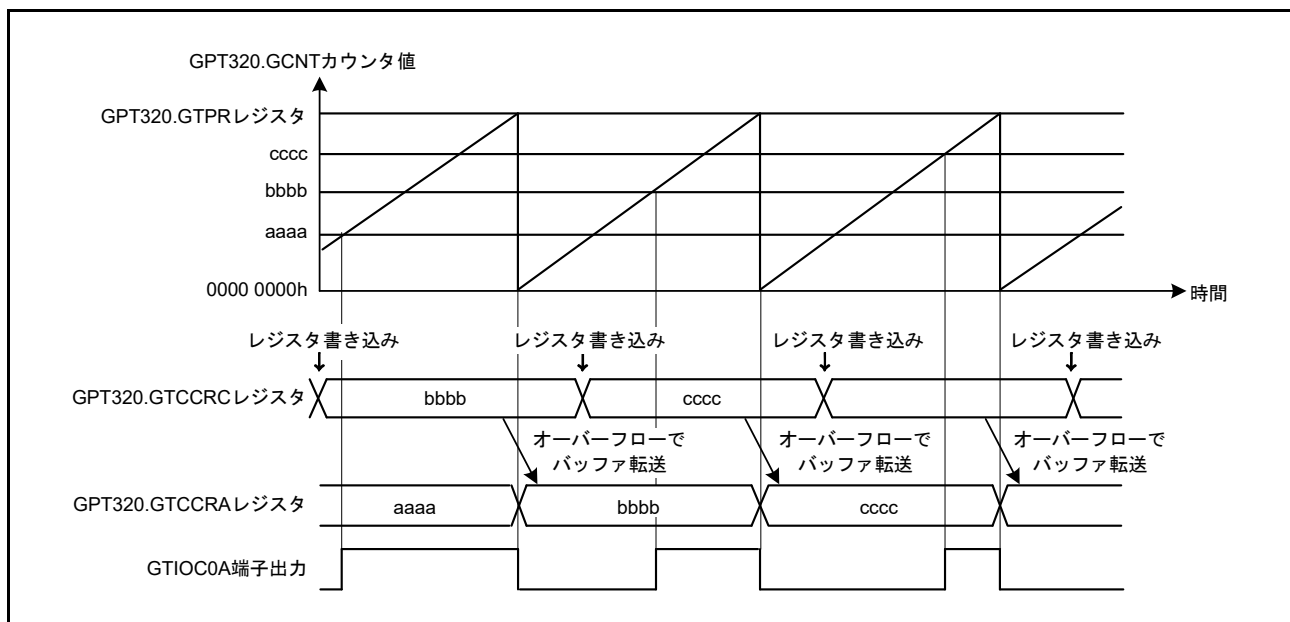 GPT320.GCNTカウンタ値
GPT320.GTPRレジスタ
cccc
bbbb
aaaa
0000 0000h
時間
レジスタ書き込み
レジスタ書き込み
レジスタ書き込み
レジスタ書き込み
GPT320.GTCCRCレジスタ
bbbb
cccc
オーバーフローで
バッファ転送
オーバーフローで
バッファ転送
オーバーフローで
バッファ転送
GPT320.GTCCRAレジスタ
aaaa
bbbb
cccc
GTIOC0A端子出力